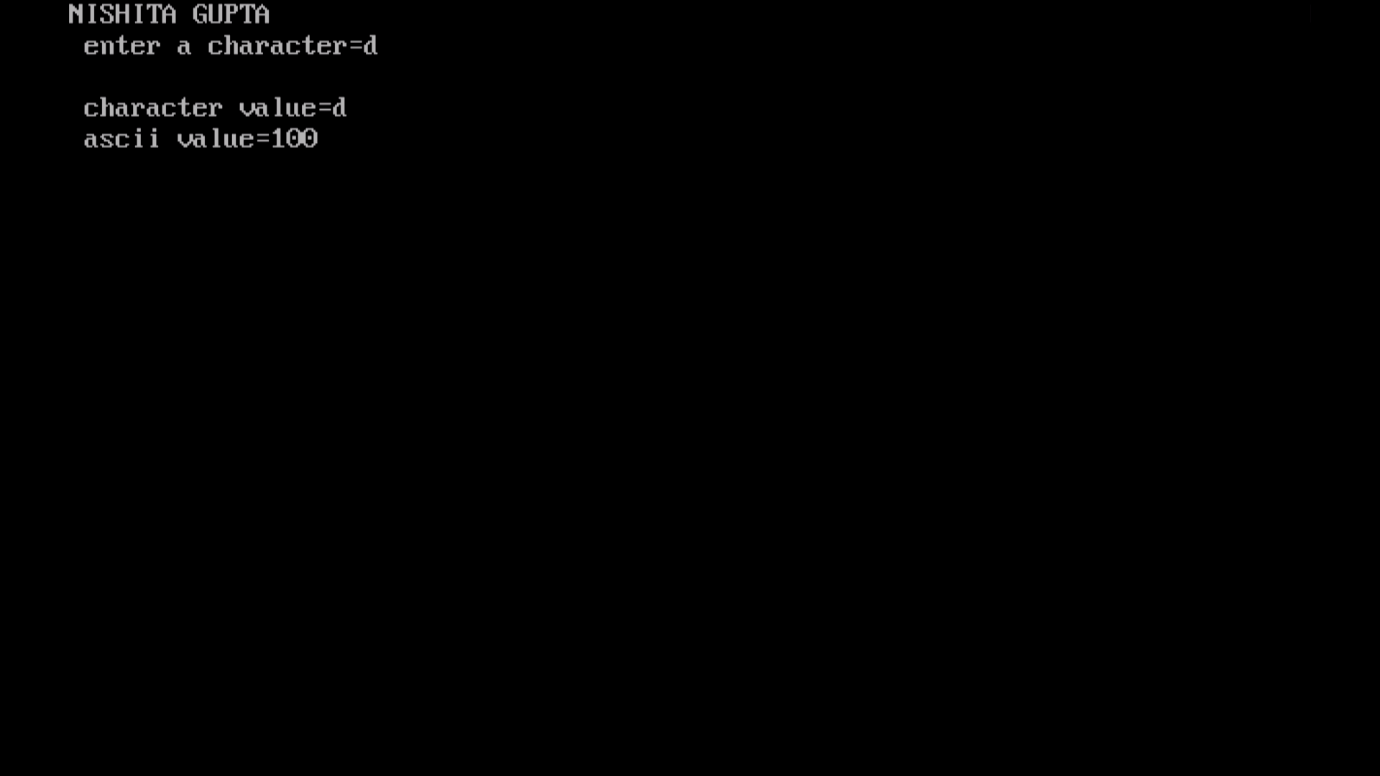 NISHITA GUPTA
enter a character=d
character value=d
ascii value=100